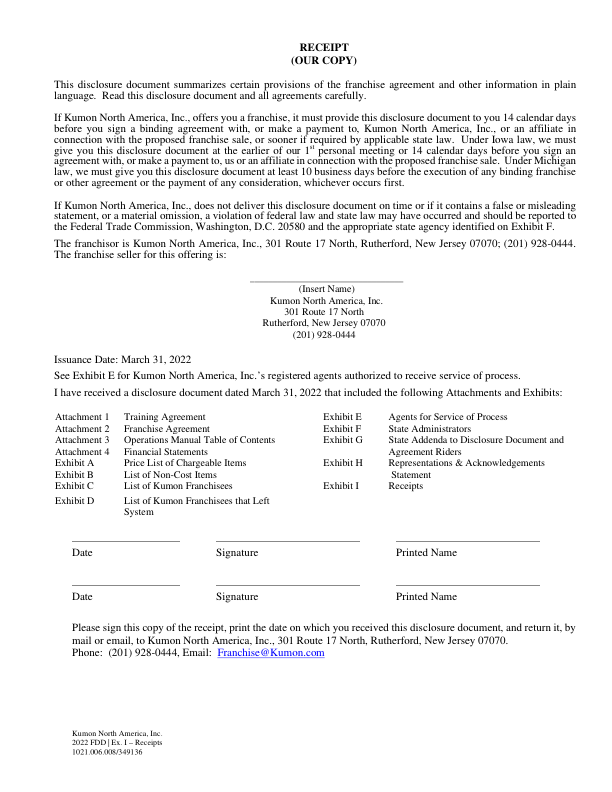 RECEIPT
(OUR COPY)
This disclosure document summarizes certain provisions of the franchise agreement and other information in plain
language. Read this disclosure document and all agreements carefully.
If Kumon North America, Inc., offers you a franchise, it must provide this disclosure document to you 14 calendar days
before you sign a binding agreement with, or make a payment to, Kumon North America, Inc., or an affiliate in
connection with the proposed franchise sale, or sooner if required by applicable state law. Under Iowa law, we must
give you this disclosure document at the earlier of our 1st personal meeting or 14 calendar days before you sign an
agreement with, or make a payment to, us or an affiliate in connection with the proposed franchise sale. Under Michigan
law, we must give you this disclosure document at least 10 business days before the execution of any binding franchise
or other agreement or the payment of any consideration, whichever occurs first.
If Kumon North America, Inc., does not deliver this disclosure document on time or if it contains a false or misleading
statement, or a material omission, a violation of federal law and state law may have occurred and should be reported to
the Federal Trade Commission, Washington, D.C. 20580 and the appropriate state agency identified on Exhibit F.
The franchisor is Kumon North America, Inc., 301 Route 17 North, Rutherford, New Jersey 07070; (201) 928-0444.
The franchise seller for this offering is:
(Insert Name)
Kumon North America, Inc.
301 Route 17 North
Rutherford, New Jersey 07070
(201) 928-0444
Issuance Date: March 31, 2022
See Exhibit E for Kumon North America, Inc.'s registered agents authorized to receive service of process.
I have received a disclosure document dated March 31, 2022 that included the following Attachments and Exhibits:
Attachment 1 Training Agreement
Attachment 2 Franchise Agreement
Attachment 3 Operations Manual Table of Contents
Attachment 4 Financial Statements
Exhibit A Price List of Chargeable Items
Exhibit B List of Non-Cost Items
Exhibit C List of Kumon Franchisees
Exhibit D List of Kumon Franchisees that Left
System
Exhibit E Agents for Service of Process
Exhibit F State Administrators
Exhibit G State Addenda to Disclosure Document and
Agreement Riders
Exhibit H Representations & Acknowledgements
Statement
Exhibit I Receipts
Date Signature Printed Name
Date Signature Printed Name
Please sign this copy of the receipt, print the date on which you received this disclosure document, and return it, by
mail or email, to Kumon North America, Inc., 301 Route 17 North, Rutherford, New Jersey 07070.
Phone: (201) 928-0444, Email: Franchise@Kumon.com
Kumon North America, Inc.
2022 FDD | Ex. I – Receipts
1021.006.008/349136